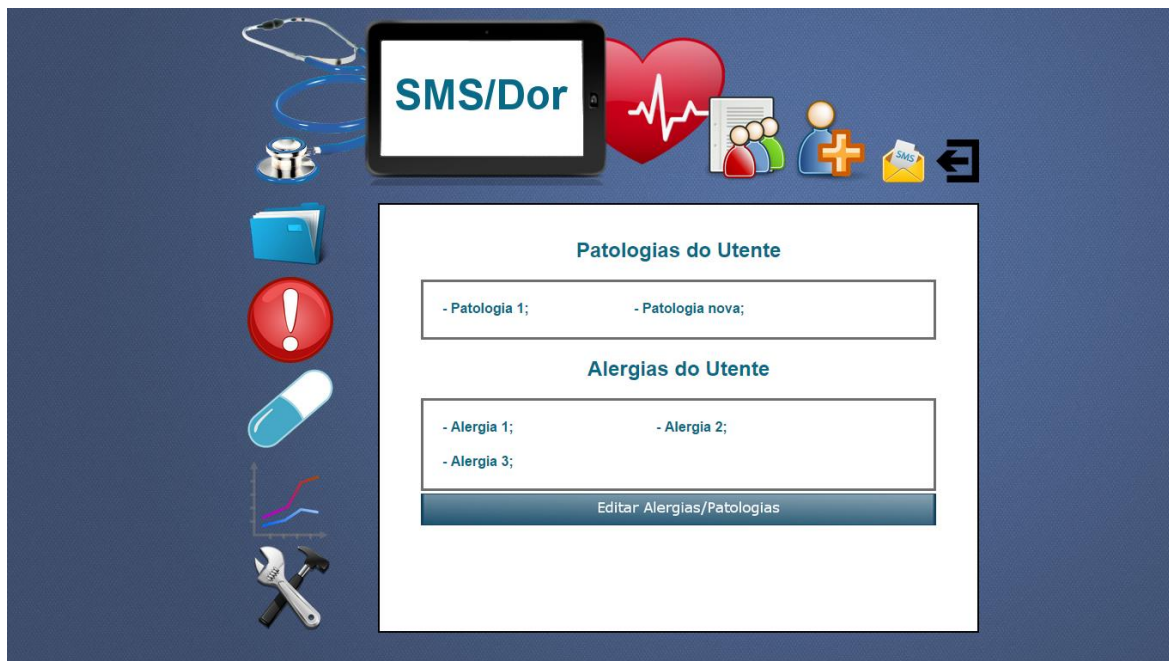 SMS/Dor
SMS
Patologias do Utente
- Patologia 1; - Patologia nova;
Alergias do Utente
- Alergia 1; - Alergia 2;
- Alergia 3;
Editar Alergias/Patologias